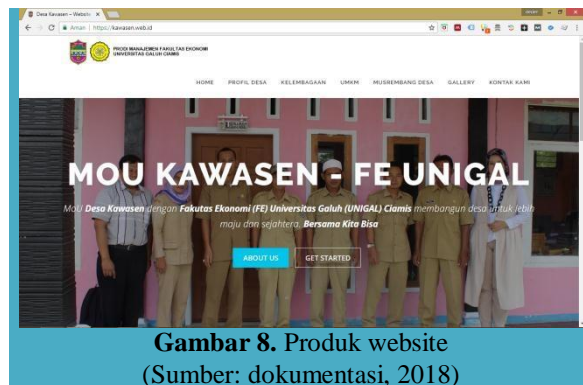 Desa Kawasen – Website
Aman | https://kawasen.web.id
PRODI MANAJEMEN FAKULTAS EKONOMI
UNIVERSITAS GALUH CIAMIS
HOME PROFIL DESA KELEMBAGAAN UMKM MUSREMBANG DESA GALLERY KONTAK KAMI
MOU KAWASEN - FE UNIGAL
MoU Desa Kawasen dengan Fakutas Ekonomi (FE) Universitas Galuh (UNIGAL) Ciamis membangun desa untuk lebih
maju dan sejahtera, Bersama Kita Bisa
ABOUT US GET STARTED
Gambar 8. Produk website
(Sumber: dokumentasi, 2018)